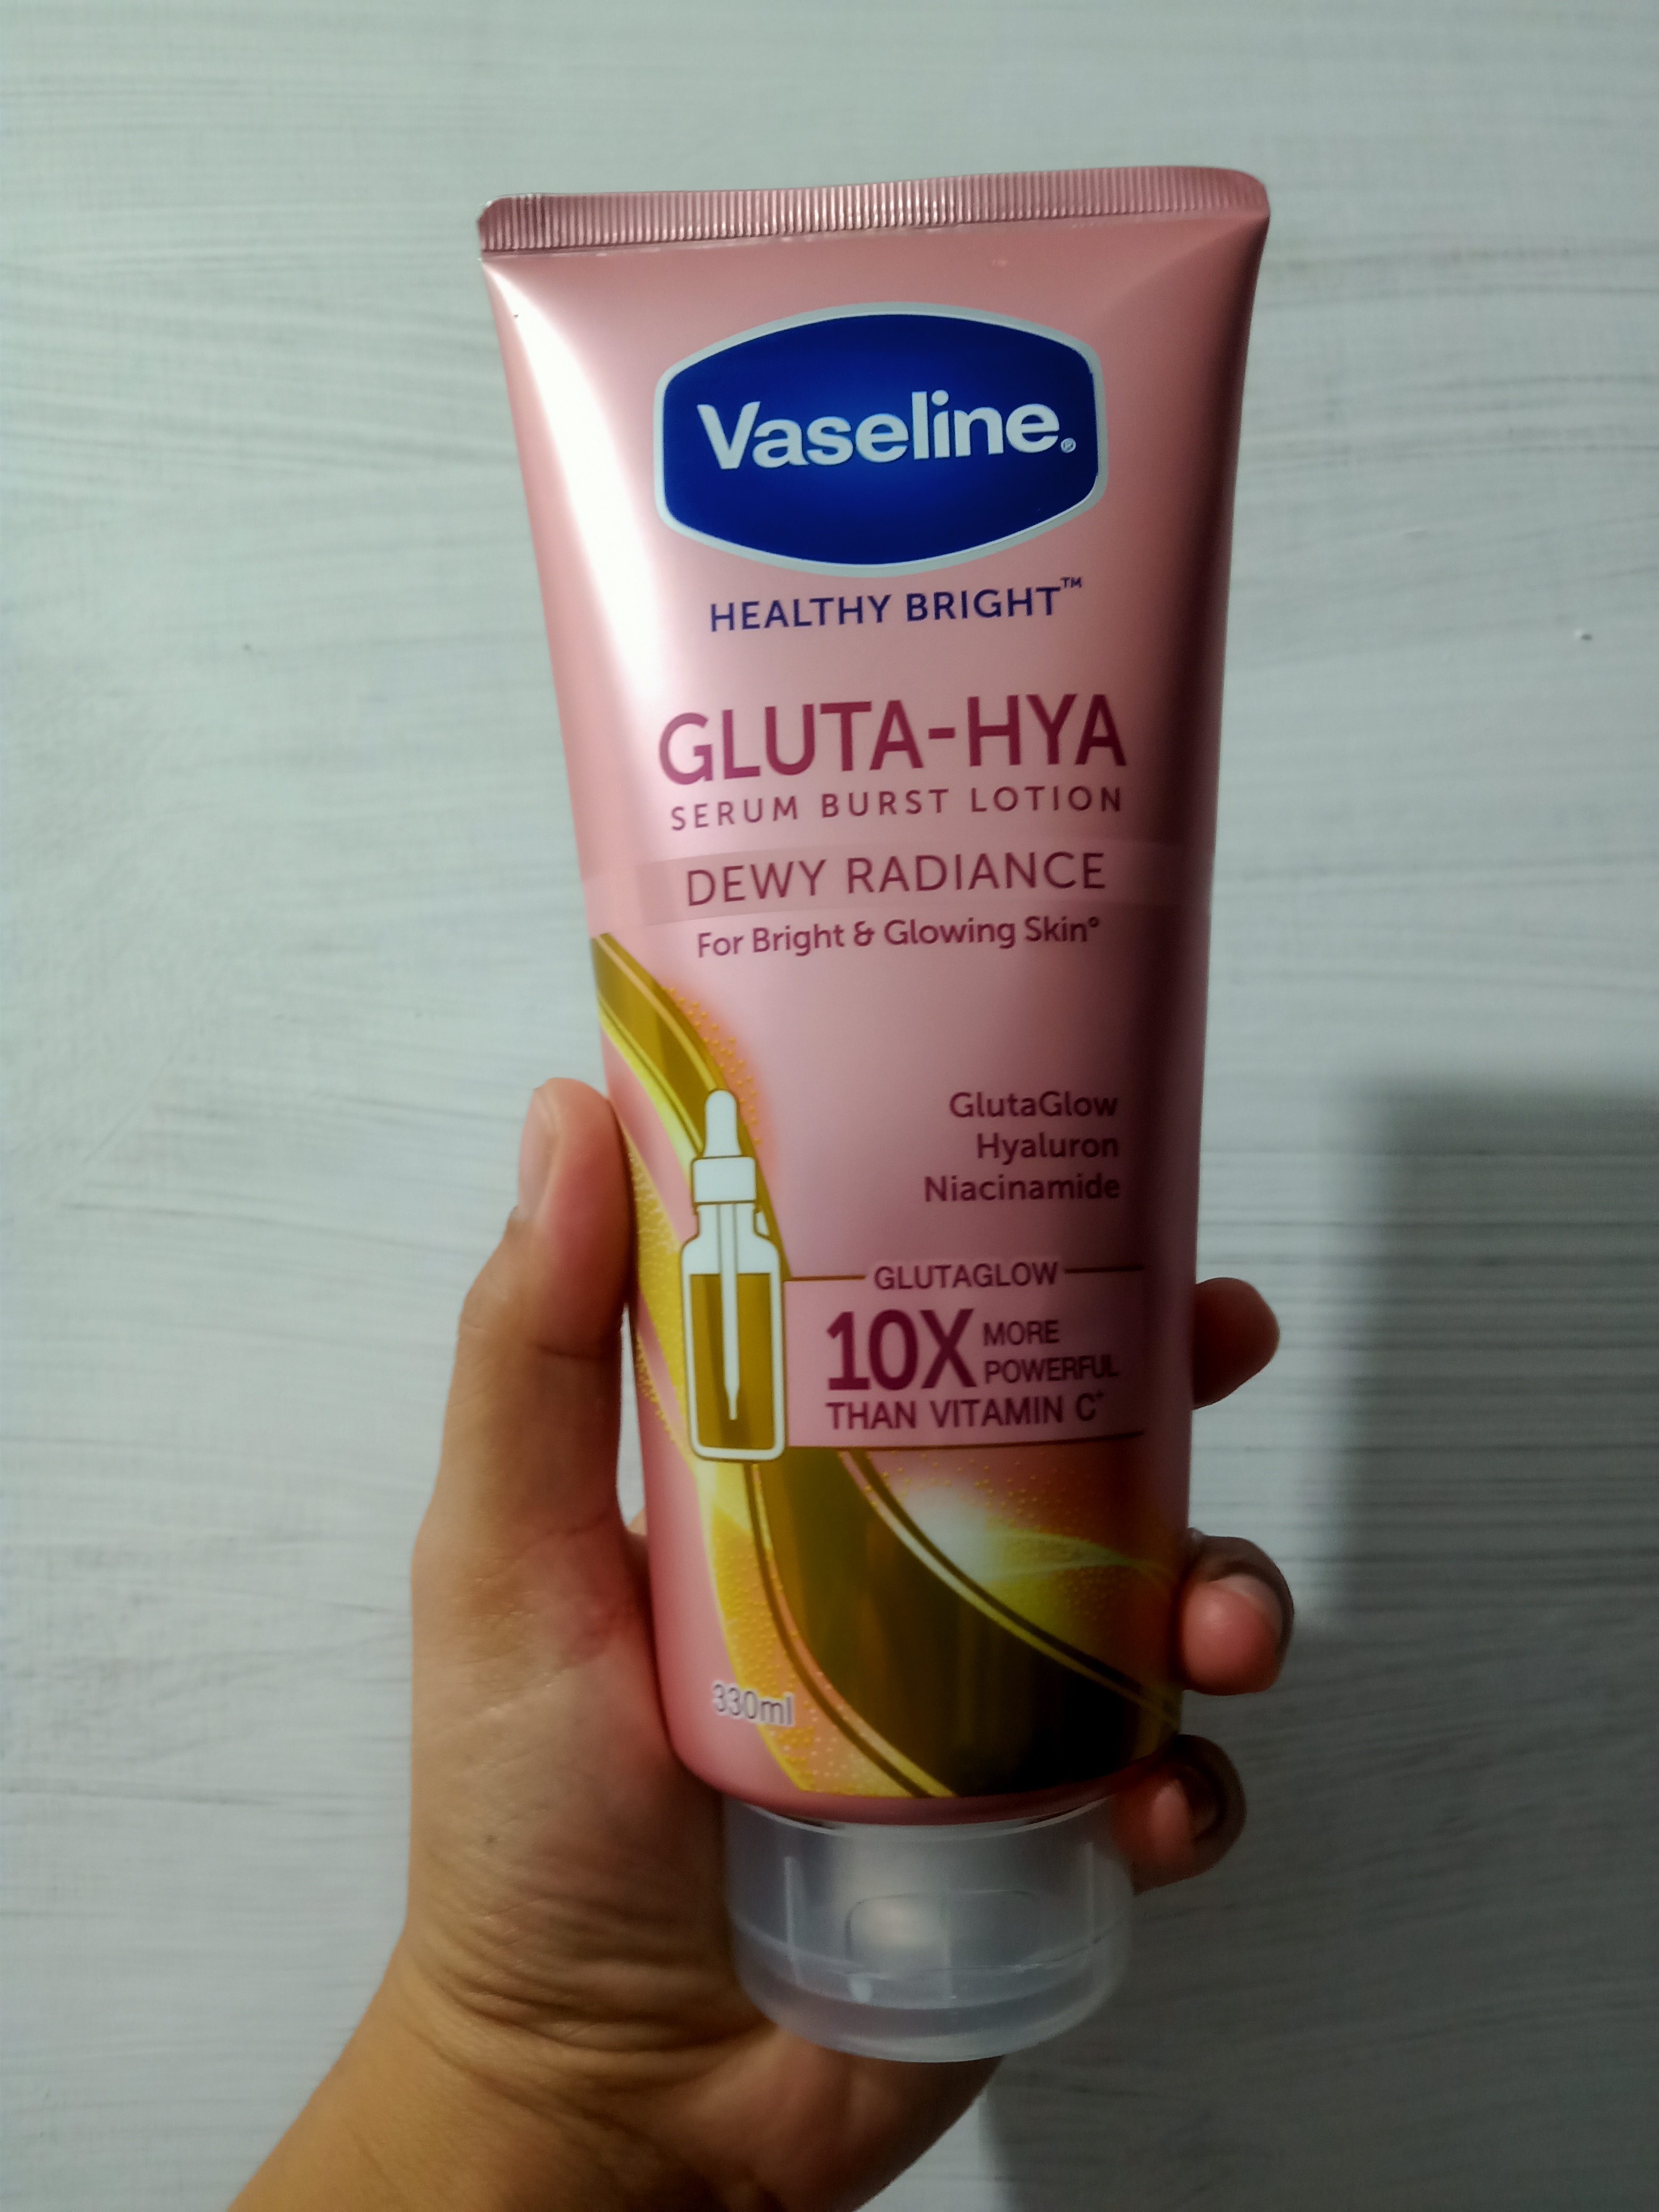 Vaseline®
HEALTHY BRIGHT™
GLUTA-HYA
SERUM BURST LOTION
DEWY RADIANCE
For Bright & Glowing Skin°
GlutaGlow
Hyaluron
Niacinamide
GLUTAGLOW
10X MORE
POWERFUL
THAN VITAMIN C⁺
330ml